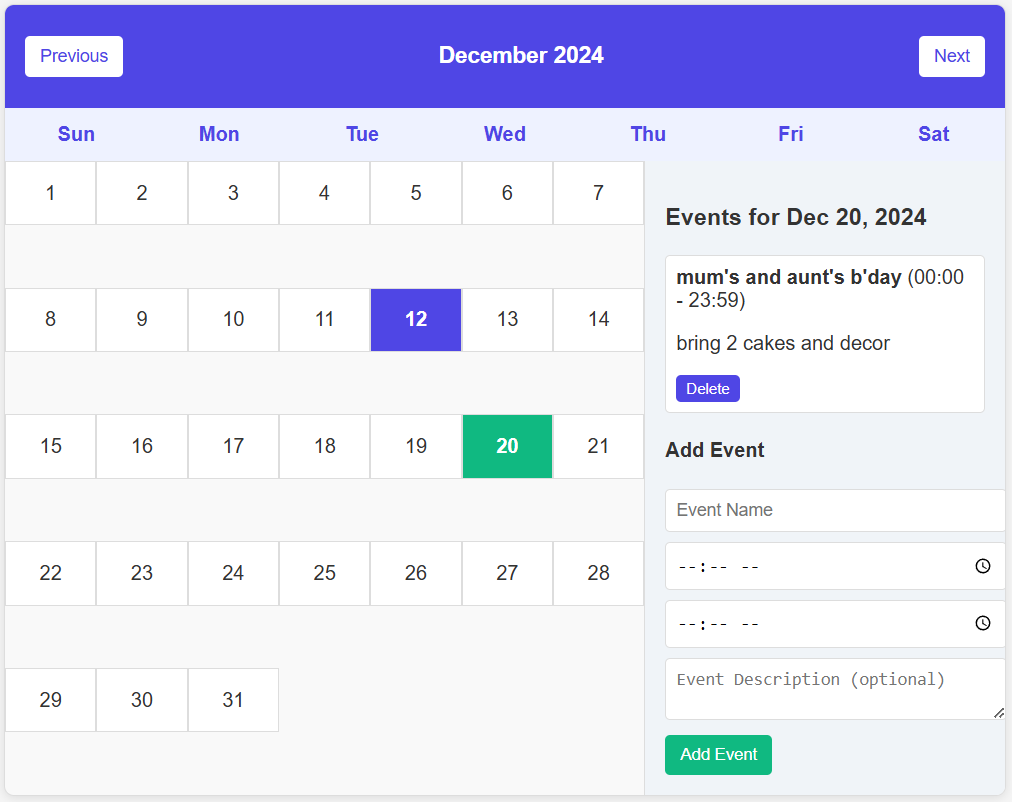 Previous December 2024 Next
Sun Mon Tue Wed Thu Fri Sat
1 2 3 4 5 6 7
8 9 10 11 12 13 14
15 16 17 18 19 20 21
22 23 24 25 26 27 28
29 30 31
Events for Dec 20, 2024
mum's and aunt's b'day (00:00
- 23:59)
bring 2 cakes and decor
Delete
Add Event
Event Name
--:-- --
--:-- --
Event Description (optional)
Add Event